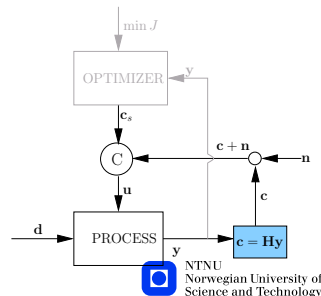 min J
OPTIMIZER
y
c_s
c + n
C
n
u
c
d
PROCESS
y
c = Hy
NTNU
Norwegian University of
Science and Technology